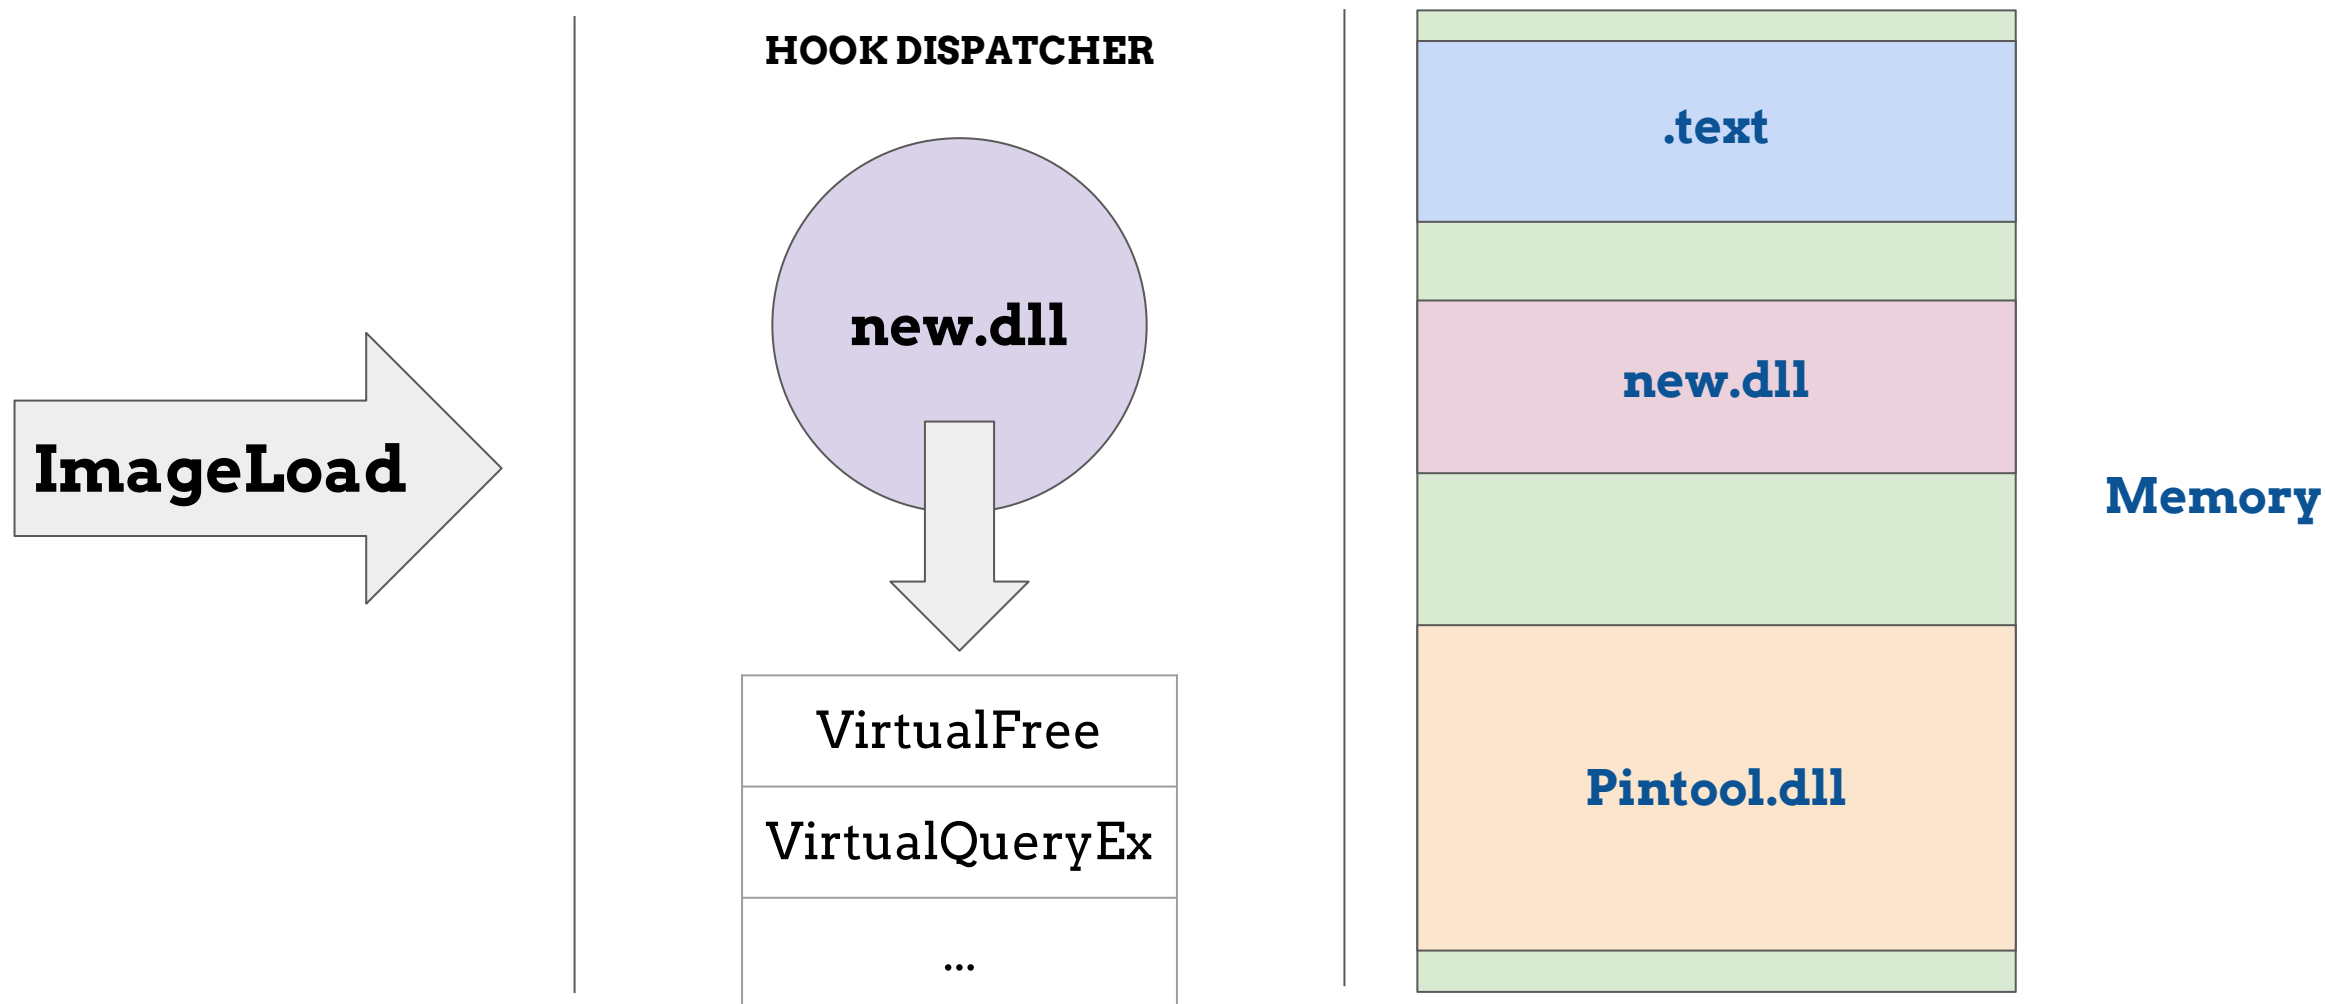 ImageLoad
HOOK DISPATCHER
new.dll
VirtualFree
VirtualQueryEx
...
.text
new.dll
Pintool.dll
Memory